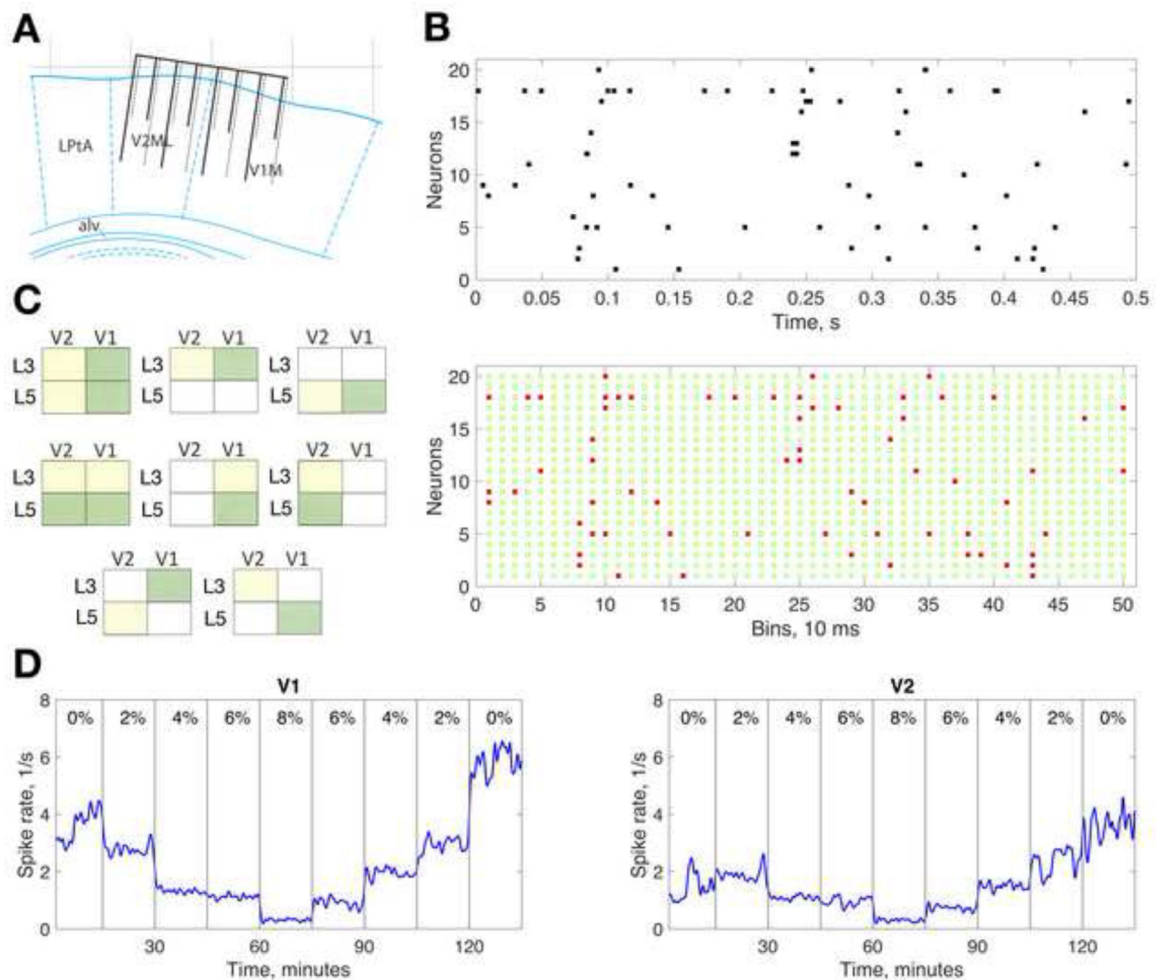 A
LPtA
V2ML
V1M
alv
B
20
15
10
5
0
Neurons
0 0.05 0.1 0.15 0.2 0.25 0.3 0.35 0.4 0.45 0.5
Time, s
20
15
10
5
0
Neurons
0 5 10 15 20 25 30 35 40 45 50
Bins, 10 ms
C
V2 V1
L3
L5
V2 V1
L3
L5
V2 V1
L3
L5
V2 V1
L3
L5
V2 V1
L3
L5
V2 V1
L3
L5
V2 V1
L3
L5
V2 V1
L3
L5
D
V1
8
6
4
2
0
Spike rate, 1/s
0% 2% 4% 6% 8% 6% 4% 2% 0%
30 60 90 120
Time, minutes
V2
8
6
4
2
0
Spike rate, 1/s
0% 2% 4% 6% 8% 6% 4% 2% 0%
30 60 90 120
Time, minutes